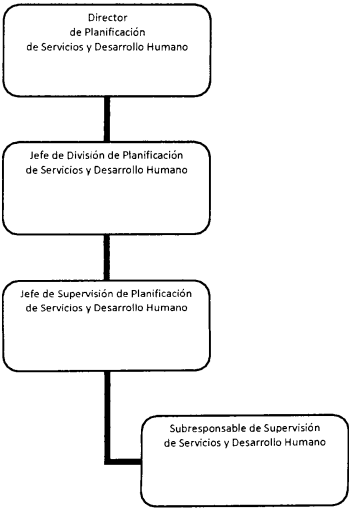 Director
de Planificación
de Servicios y Desarrollo Humano
Jefe de División de Planificación
de Servicios y Desarrollo Humano
Jefe de Supervisión de Planificación
de Servicios y Desarrollo Humano
Subresponsable de Supervisión
de Servicios y Desarrollo Humano